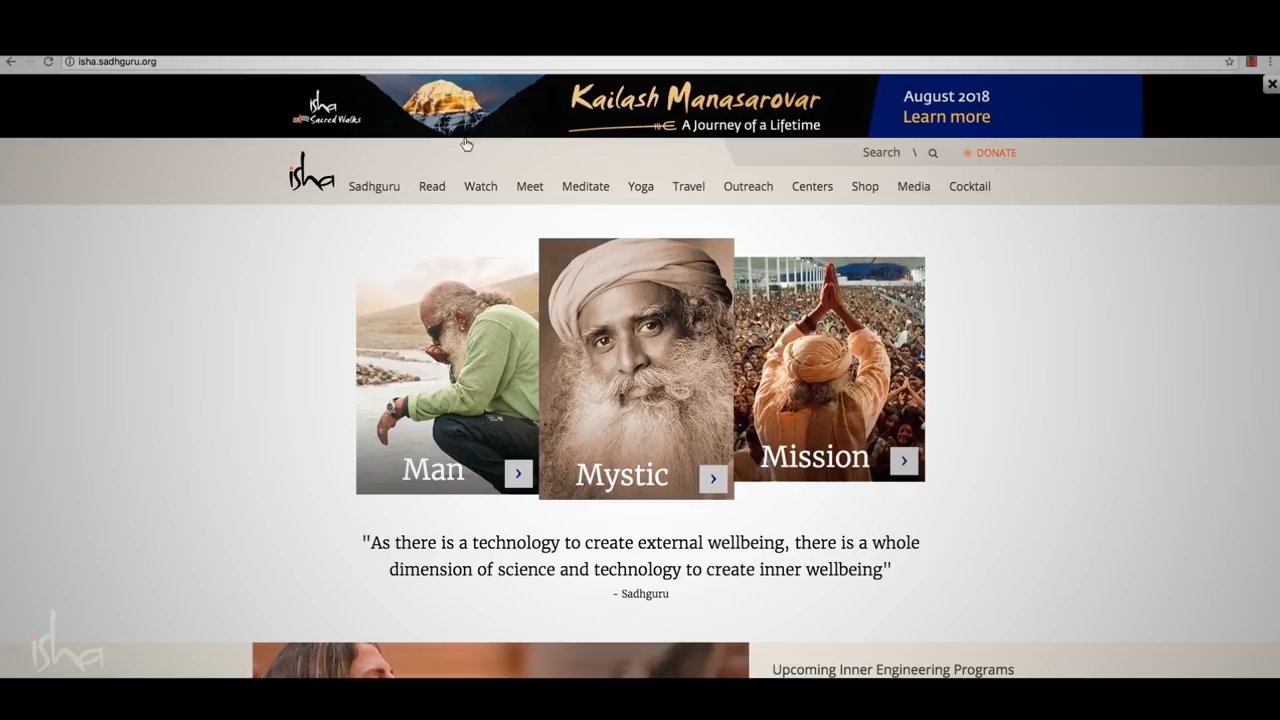 isha.sadhguru.org
isha
Sacred Walks
Kailash Manasarovar
A Journey of a Lifetime
August 2018
Learn more
Search \ DONATE
isha
Sadhguru Read Watch Meet Meditate Yoga Travel Outreach Centers Shop Media Cocktail
Man
Mystic
Mission
"As there is a technology to create external wellbeing, there is a whole
dimension of science and technology to create inner wellbeing"
- Sadhguru
isha
Upcoming Inner Engineering Programs